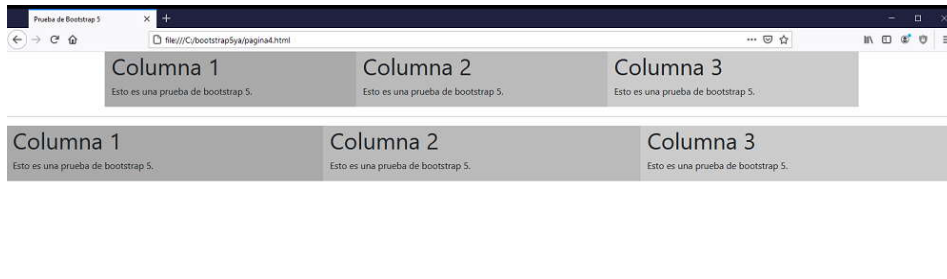 Prueba de Bootstrap 5
file:///C:/bootstrap5ya/pagina4.html
Columna 1 Columna 2 Columna 3
Esto es una prueba de bootstrap 5. Esto es una prueba de bootstrap 5. Esto es una prueba de bootstrap 5.
Columna 1 Columna 2 Columna 3
Esto es una prueba de bootstrap 5. Esto es una prueba de bootstrap 5. Esto es una prueba de bootstrap 5.